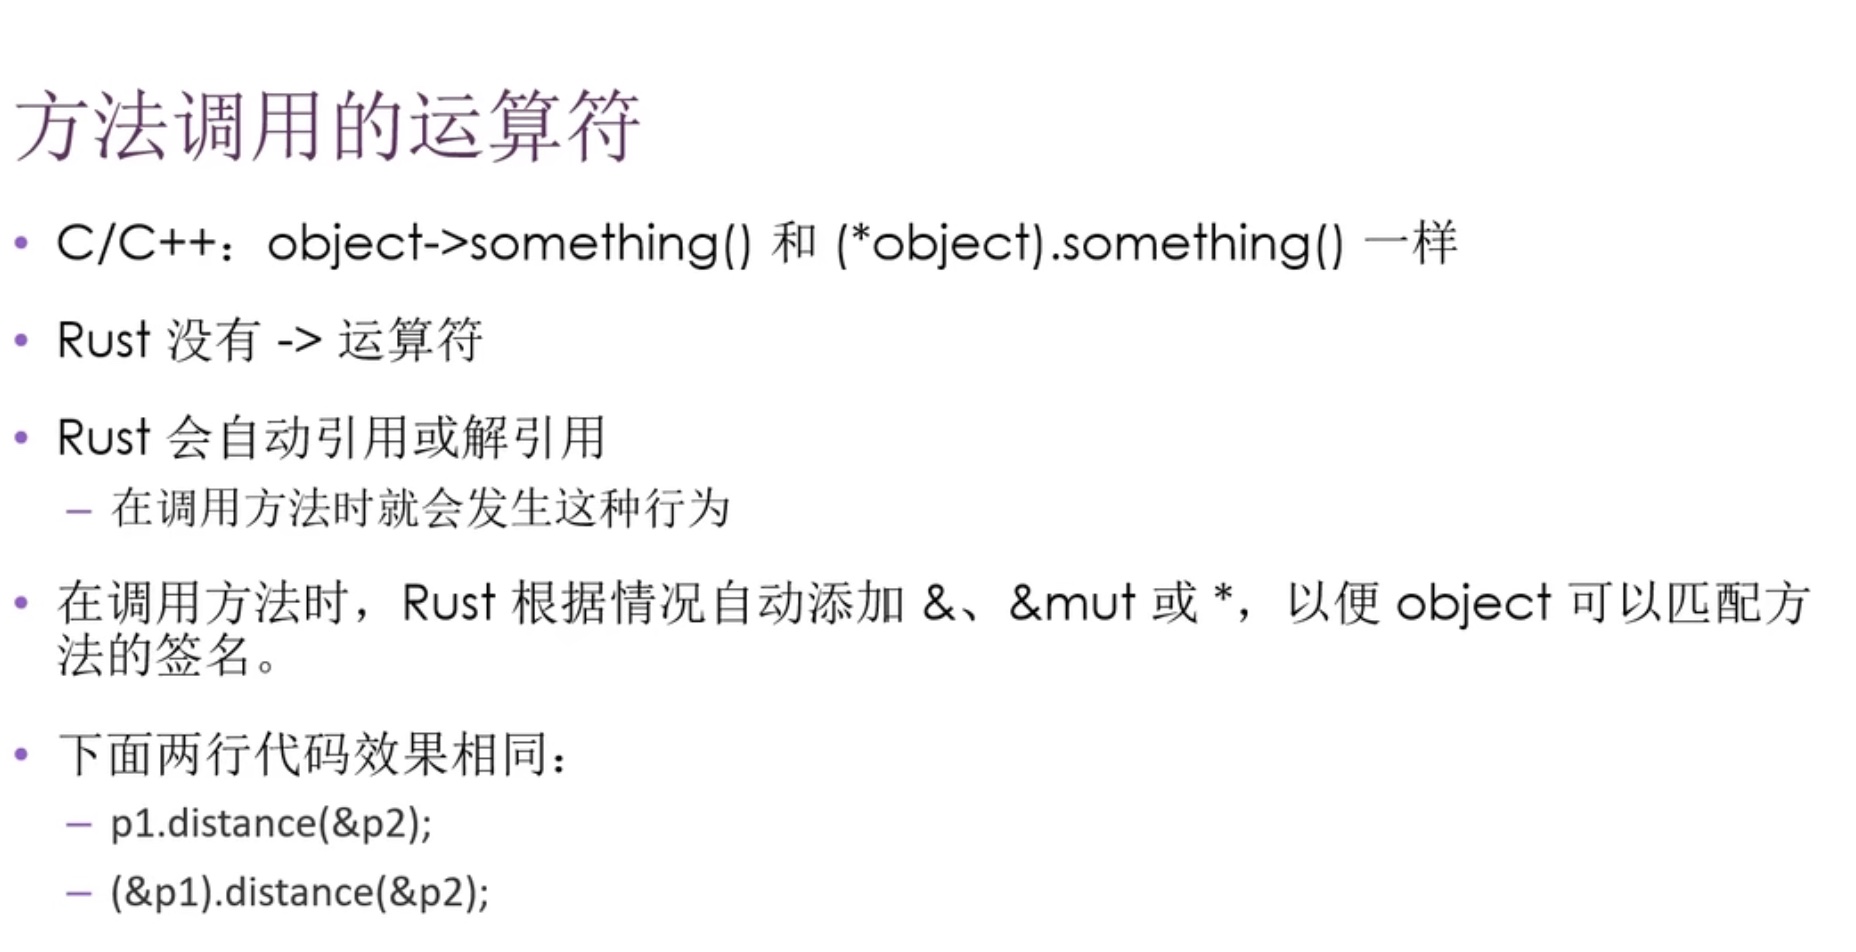 方法调用的运算符
• C/C++：object->something() 和 (*object).something() 一样
• Rust 没有 -> 运算符
• Rust 会自动引用或解引用
– 在调用方法时就会发生这种行为
• 在调用方法时，Rust 根据情况自动添加 &、&mut 或 *，以便 object 可以匹配方
法的签名。
• 下面两行代码效果相同：
– p1.distance(&p2);
– (&p1).distance(&p2);